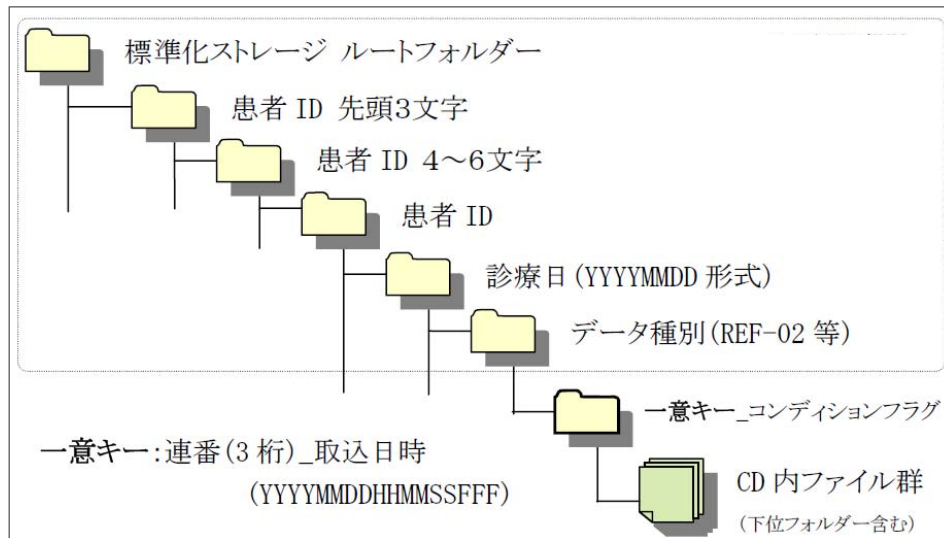 標準化ストレージ ルートフォルダー
患者 ID 先頭3文字
患者 ID 4～6文字
患者 ID
診療日(YYYYMMDD 形式)
データ種別(REF-02 等)
一意キー_コンディションフラグ
一意キー:連番(3 桁)_取込日時
(YYYYMMDDHHMMSSFFF)
CD 内ファイル群
(下位フォルダー含む)